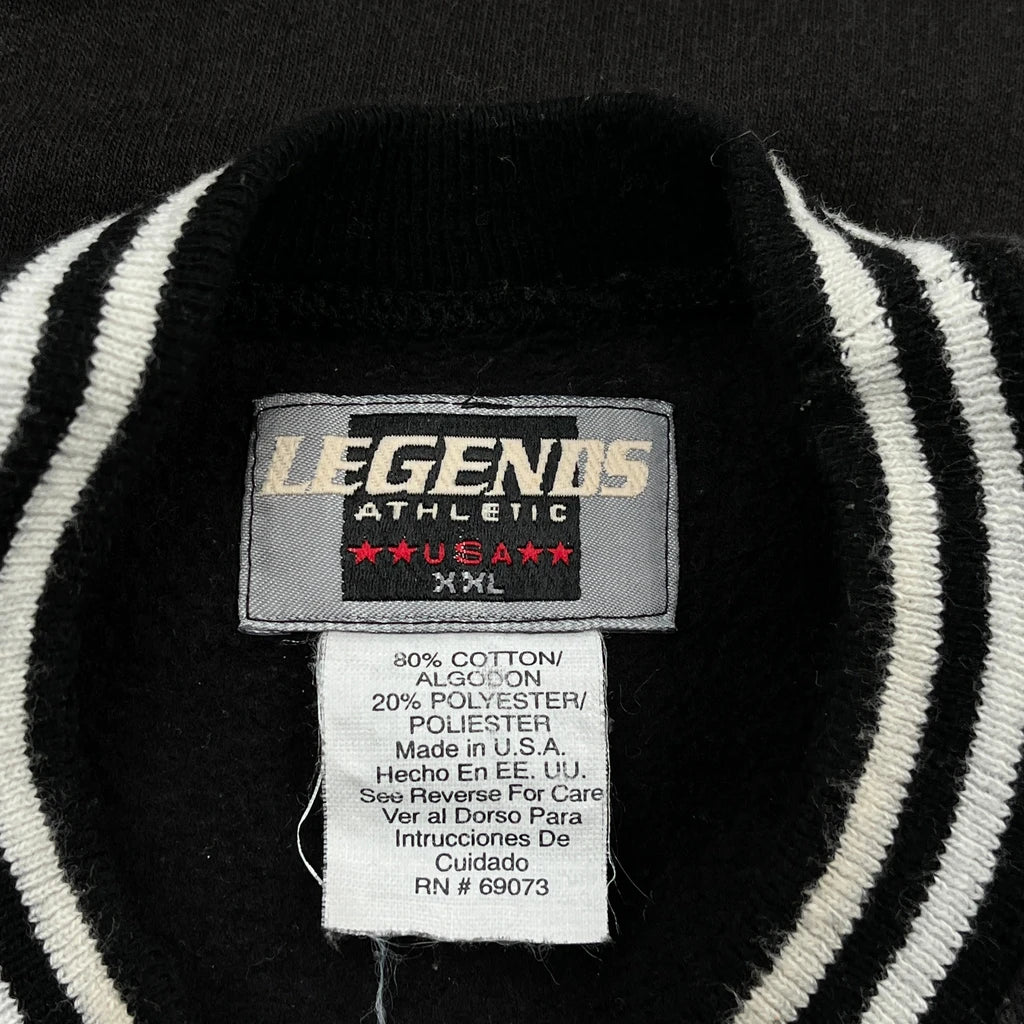 LEGENDS
ATHLETIC
★★USA★★
XXL
80% COTTON/
ALGODON
20% POLYESTER/
POLIESTER
Made in U.S.A.
Hecho En EE. UU.
See Reverse For Care
Ver al Dorso Para
Intrucciones De
Cuidado
RN # 69073